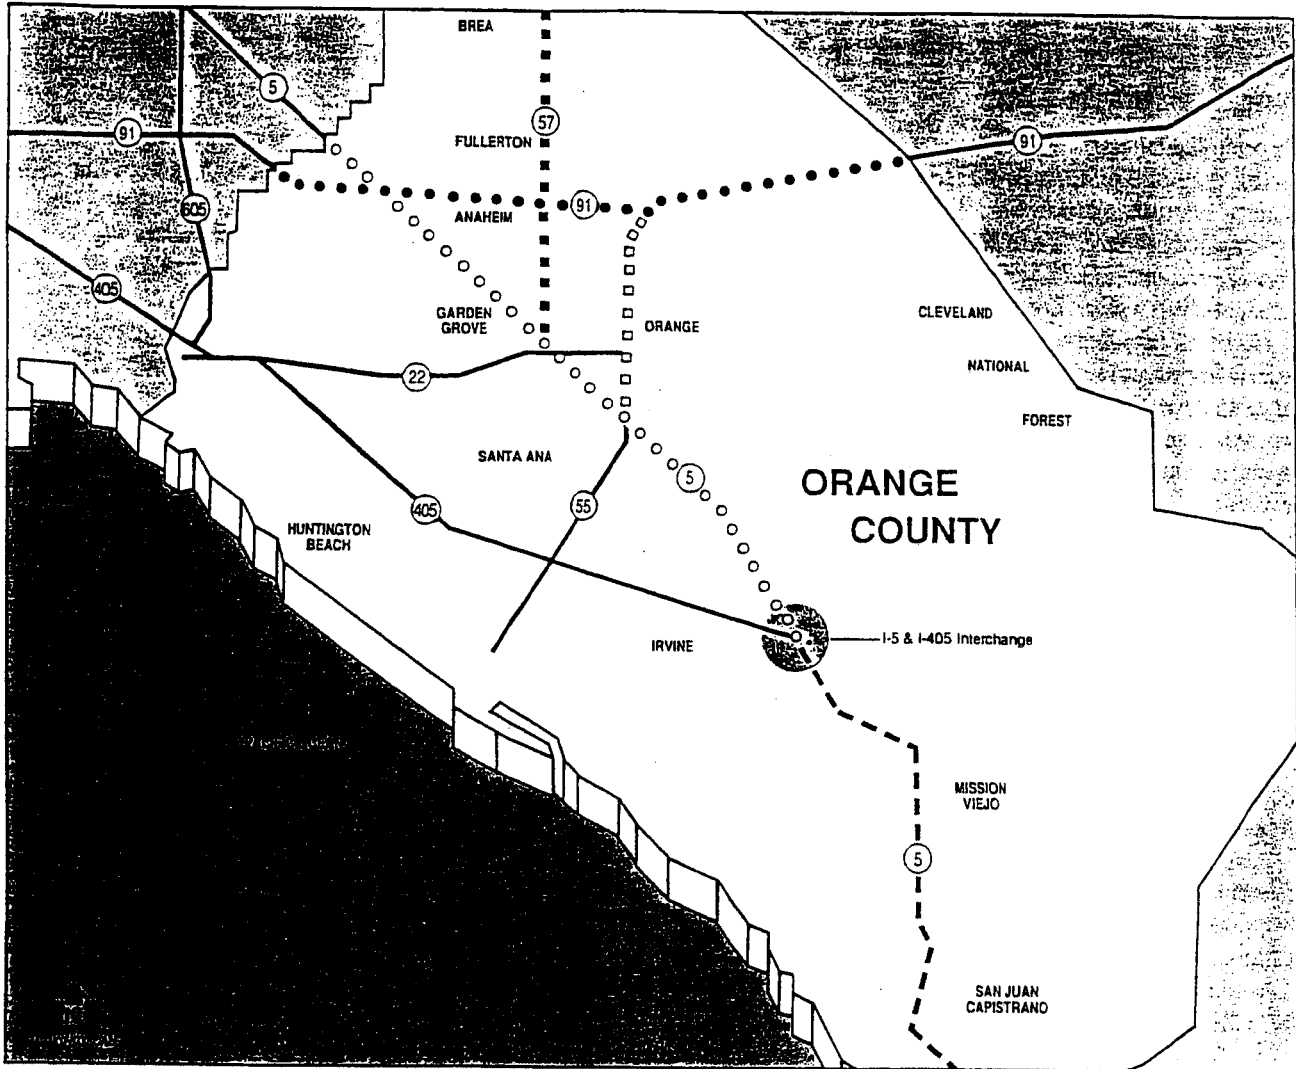 BREA
5
57
91
FULLERTON
91
605
ANAHEIM
91
405
GARDEN
GROVE
ORANGE
CLEVELAND
NATIONAL
FOREST
22
SANTA ANA
5
ORANGE
COUNTY
55
405
HUNTINGTON
BEACH
IRVINE
I-5 & I-405 Interchange
MISSION
VIEJO
5
SAN JUAN
CAPISTRANO